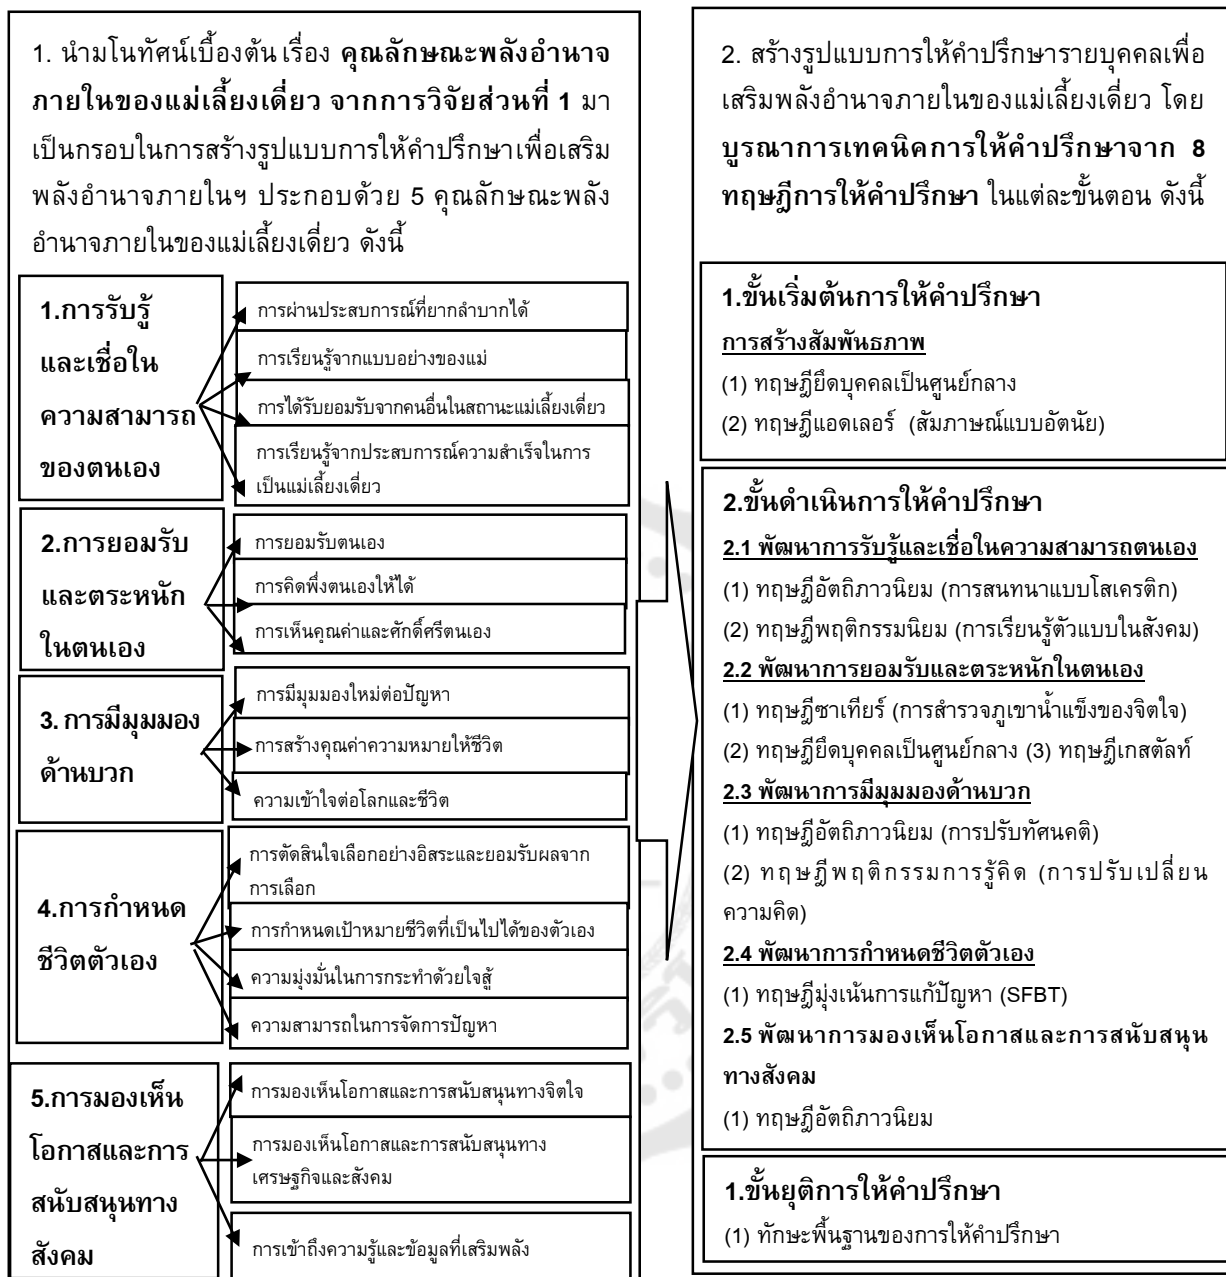 1. นำมโนทัศน์เบื้องต้น เรื่อง คุณลักษณะพลังอำนาจ
ภายในของแม่เลี้ยงเดี่ยว จากการวิจัยส่วนที่ 1 มา
เป็นกรอบในการสร้างรูปแบบการให้คำปรึกษาเพื่อเสริม
พลังอำนาจภายในฯ ประกอบด้วย 5 คุณลักษณะพลัง
อำนาจภายในของแม่เลี้ยงเดี่ยว ดังนี้
1.การรับรู้
และเชื่อใน
ความสามารถ
ของตนเอง
การผ่านประสบการณ์ที่ยากลำบากได้
การเรียนรู้จากแบบอย่างของแม่
การได้รับยอมรับจากคนอื่นในสถานะแม่เลี้ยงเดี่ยว
การเรียนรู้จากประสบการณ์ความสำเร็จในการ
เป็นแม่เลี้ยงเดี่ยว
2.การยอมรับ
และตระหนัก
ในตนเอง
การยอมรับตนเอง
การคิดพึ่งตนเองให้ได้
การเห็นคุณค่าและศักดิ์ศรีตนเอง
3. การมีมุมมอง
ด้านบวก
การมีมุมมองใหม่ต่อปัญหา
การสร้างคุณค่าความหมายให้ชีวิต
ความเข้าใจต่อโลกและชีวิต
4.การกำหนด
ชีวิตตัวเอง
การตัดสินใจเลือกอย่างอิสระและยอมรับผลจาก
การเลือก
การกำหนดเป้าหมายชีวิตที่เป็นไปได้ของตัวเอง
ความมุ่งมั่นในการกระทำด้วยใจสู้
ความสามารถในการจัดการปัญหา
5.การมองเห็น
โอกาสและการ
สนับสนุนทาง
สังคม
การมองเห็นโอกาสและการสนับสนุนทางจิตใจ
การมองเห็นโอกาสและการสนับสนุนทาง
เศรษฐกิจและสังคม
การเข้าถึงความรู้และข้อมูลที่เสริมพลัง
2. สร้างรูปแบบการให้คำปรึกษารายบุคคลเพื่อ
เสริมพลังอำนาจภายในของแม่เลี้ยงเดี่ยว โดย
บูรณาการเทคนิคการให้คำปรึกษาจาก 8
ทฤษฎีการให้คำปรึกษา ในแต่ละขั้นตอน ดังนี้
1.ขั้นเริ่มต้นการให้คำปรึกษา
การสร้างสัมพันธภาพ
(1) ทฤษฎียึดบุคคลเป็นศูนย์กลาง
(2) ทฤษฎีแอดเลอร์ (สัมภาษณ์แบบอัตนัย)
2.ขั้นดำเนินการให้คำปรึกษา
2.1 พัฒนาการรับรู้และเชื่อในความสามารถตนเอง
(1) ทฤษฎีอัตถิภาวนิยม (การสนทนาแบบโสเครติก)
(2) ทฤษฎีพฤติกรรมนิยม (การเรียนรู้ตัวแบบในสังคม)
2.2 พัฒนาการยอมรับและตระหนักในตนเอง
(1) ทฤษฎีซาเทียร์ (การสำรวจภูเขาน้ำแข็งของจิตใจ)
(2) ทฤษฎียึดบุคคลเป็นศูนย์กลาง (3) ทฤษฎีเกสตัลท์
2.3 พัฒนาการมีมุมมองด้านบวก
(1) ทฤษฎีอัตถิภาวนิยม (การปรับทัศนคติ)
(2) ทฤษฎีพฤติกรรมการรู้คิด (การปรับเปลี่ยน
ความคิด)
2.4 พัฒนาการกำหนดชีวิตตัวเอง
(1) ทฤษฎีมุ่งเน้นการแก้ปัญหา (SFBT)
2.5 พัฒนาการมองเห็นโอกาสและการสนับสนุน
ทางสังคม
(1) ทฤษฎีอัตถิภาวนิยม
1.ขั้นยุติการให้คำปรึกษา
(1) ทักษะพื้นฐานของการให้คำปรึกษา